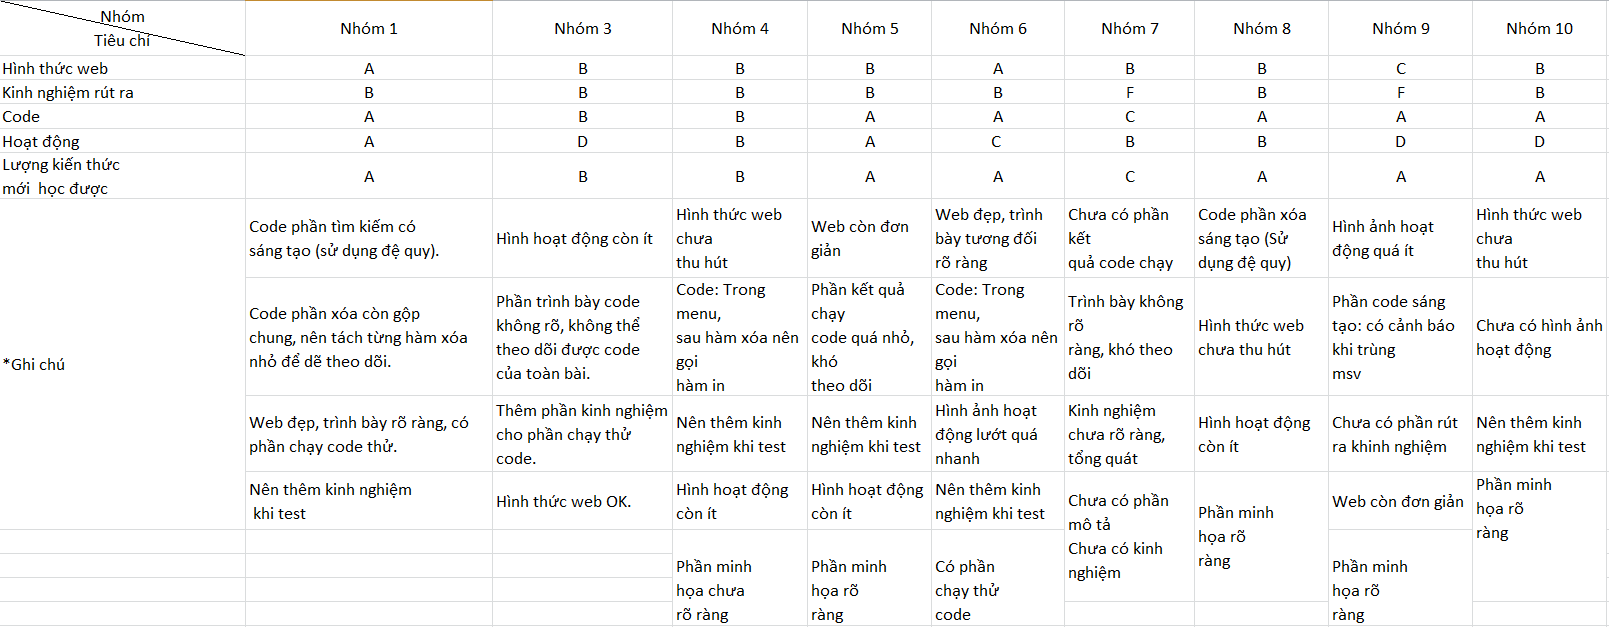 Nhóm
Tiêu chí
Nhóm 1
Nhóm 3
Nhóm 4
Nhóm 5
Nhóm 6
Nhóm 7
Nhóm 8
Nhóm 9
Nhóm 10
Hình thức web
A
B
B
B
A
B
B
C
B
Kinh nghiệm rút ra
B
B
B
B
B
F
B
F
B
Code
A
B
B
A
A
C
A
A
A
Hoạt động
A
D
B
A
C
B
B
D
D
Lượng kiến thức
mới  học được
A
B
B
A
A
C
A
A
A
*Ghi chú
Code phần tìm kiếm có
sáng tạo (sử dụng đệ quy).
Hình hoạt động còn ít
Hình thức web
chưa
thu hút
Web còn đơn
giản
Web đẹp, trình
bày tương đối
rõ ràng
Chưa có phần
kết
quả code chạy
Code phần xóa
sáng tạo (Sử
dụng đệ quy)
Hình ảnh hoạt
động quá ít
Hình thức web
chưa
thu hút
Code phần xóa còn gộp
chung, nên tách từng hàm xóa
nhỏ để dễ theo dõi.
Phần trình bày code
không rõ, không thể
theo dõi được code
của toàn bài.
Code: Trong
menu,
sau hàm xóa nên
gọi
hàm in
Phần kết quả
chạy
code quá nhỏ,
khó
theo dõi
Code: Trong
menu,
sau hàm xóa nên
gọi
hàm in
Trình bày không
rõ
ràng, khó theo
dõi
Hình thức web
chưa thu hút
Phần code sáng
tạo: có cảnh báo
khi trùng
msv
Chưa có hình ảnh
hoạt động
Web đẹp, trình bày rõ ràng, có
phần chạy code thử.
Thêm phần kinh nghiệm
cho phần chạy thử
code.
Nên thêm kinh
nghiệm khi test
Nên thêm kinh
nghiệm khi test
Hình ảnh hoạt
động lướt quá
nhanh
Kinh nghiệm
chưa rõ ràng,
tổng quát
Hình hoạt động
còn ít
Chưa có phần rút
ra khinh nghiệm
Nên thêm kinh
nghiệm khi test
Nên thêm kinh nghiệm
khi test
Hình thức web OK.
Hình hoạt động
còn ít
Hình hoạt động
còn ít
Nên thêm kinh
nghiệm khi test
Chưa có phần
mô tả
Chưa có kinh
nghiệm
Phần minh
họa rõ
ràng
Web còn đơn giản
Phần minh
họa rõ
ràng
Phần minh
họa chưa
rõ ràng
Phần minh
họa rõ
ràng
Có phần
chạy thử
code
Phần minh
họa rõ
ràng